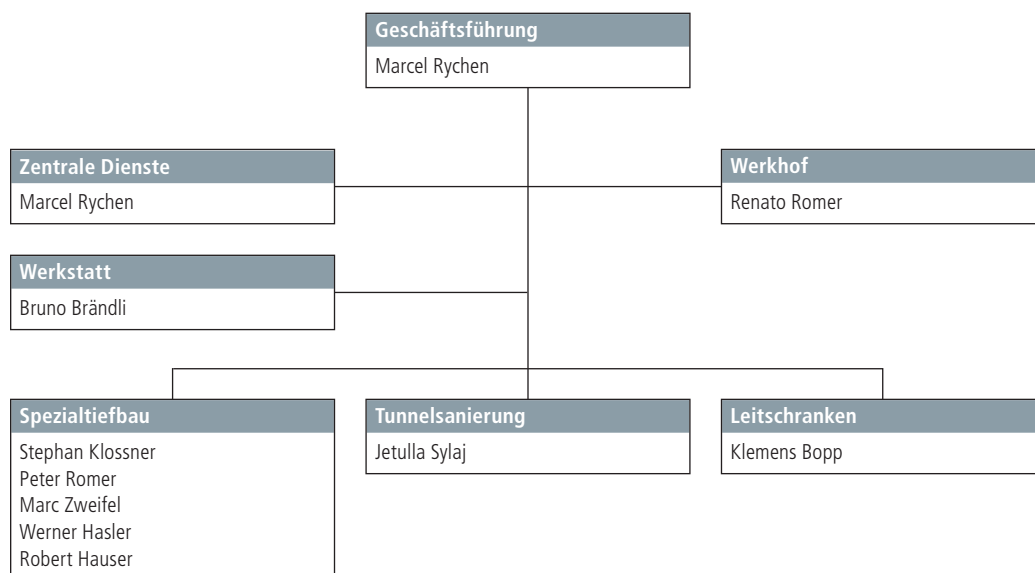 Geschäftsführung
Marcel Rychen
Zentrale Dienste
Marcel Rychen
Werkhof
Renato Romer
Werkstatt
Bruno Brändli
Spezialtiefbau
Stephan Klossner
Peter Romer
Marc Zweifel
Werner Hasler
Robert Hauser
Tunnelsanierung
Jetulla Sylaj
Leitschranken
Klemens Bopp